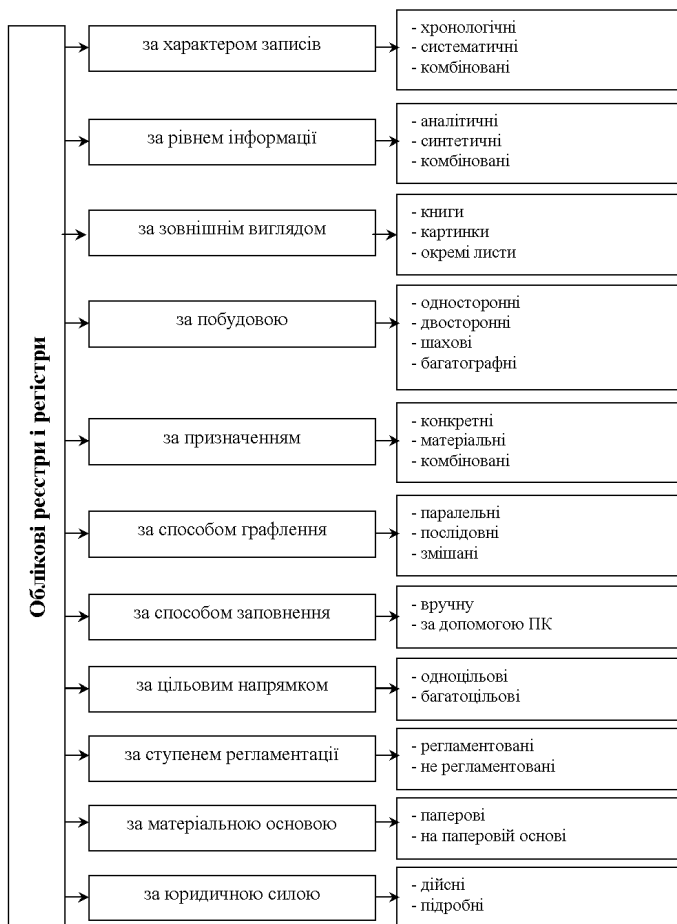 Облікові реєстри і регістри
за характером записів
- хронологічні
- систематичні
- комбіновані
за рівнем інформації
- аналітичні
- синтетичні
- комбіновані
за зовнішнім виглядом
- книги
- картинки
- окремі листи
за побудовою
- односторонні
- двосторонні
- шахові
- багатографні
за призначенням
- конкретні
- матеріальні
- комбіновані
за способом графлення
- паралельні
- послідовні
- змішані
за способом заповнення
- вручну
- за допомогою ПК
за цільовим напрямком
- одноцільові
- багатоцільові
за ступенем регламентації
- регламентовані
- не регламентовані
за матеріальною основою
- паперові
- на паперовій основі
за юридичною силою
- дійсні
- підробні